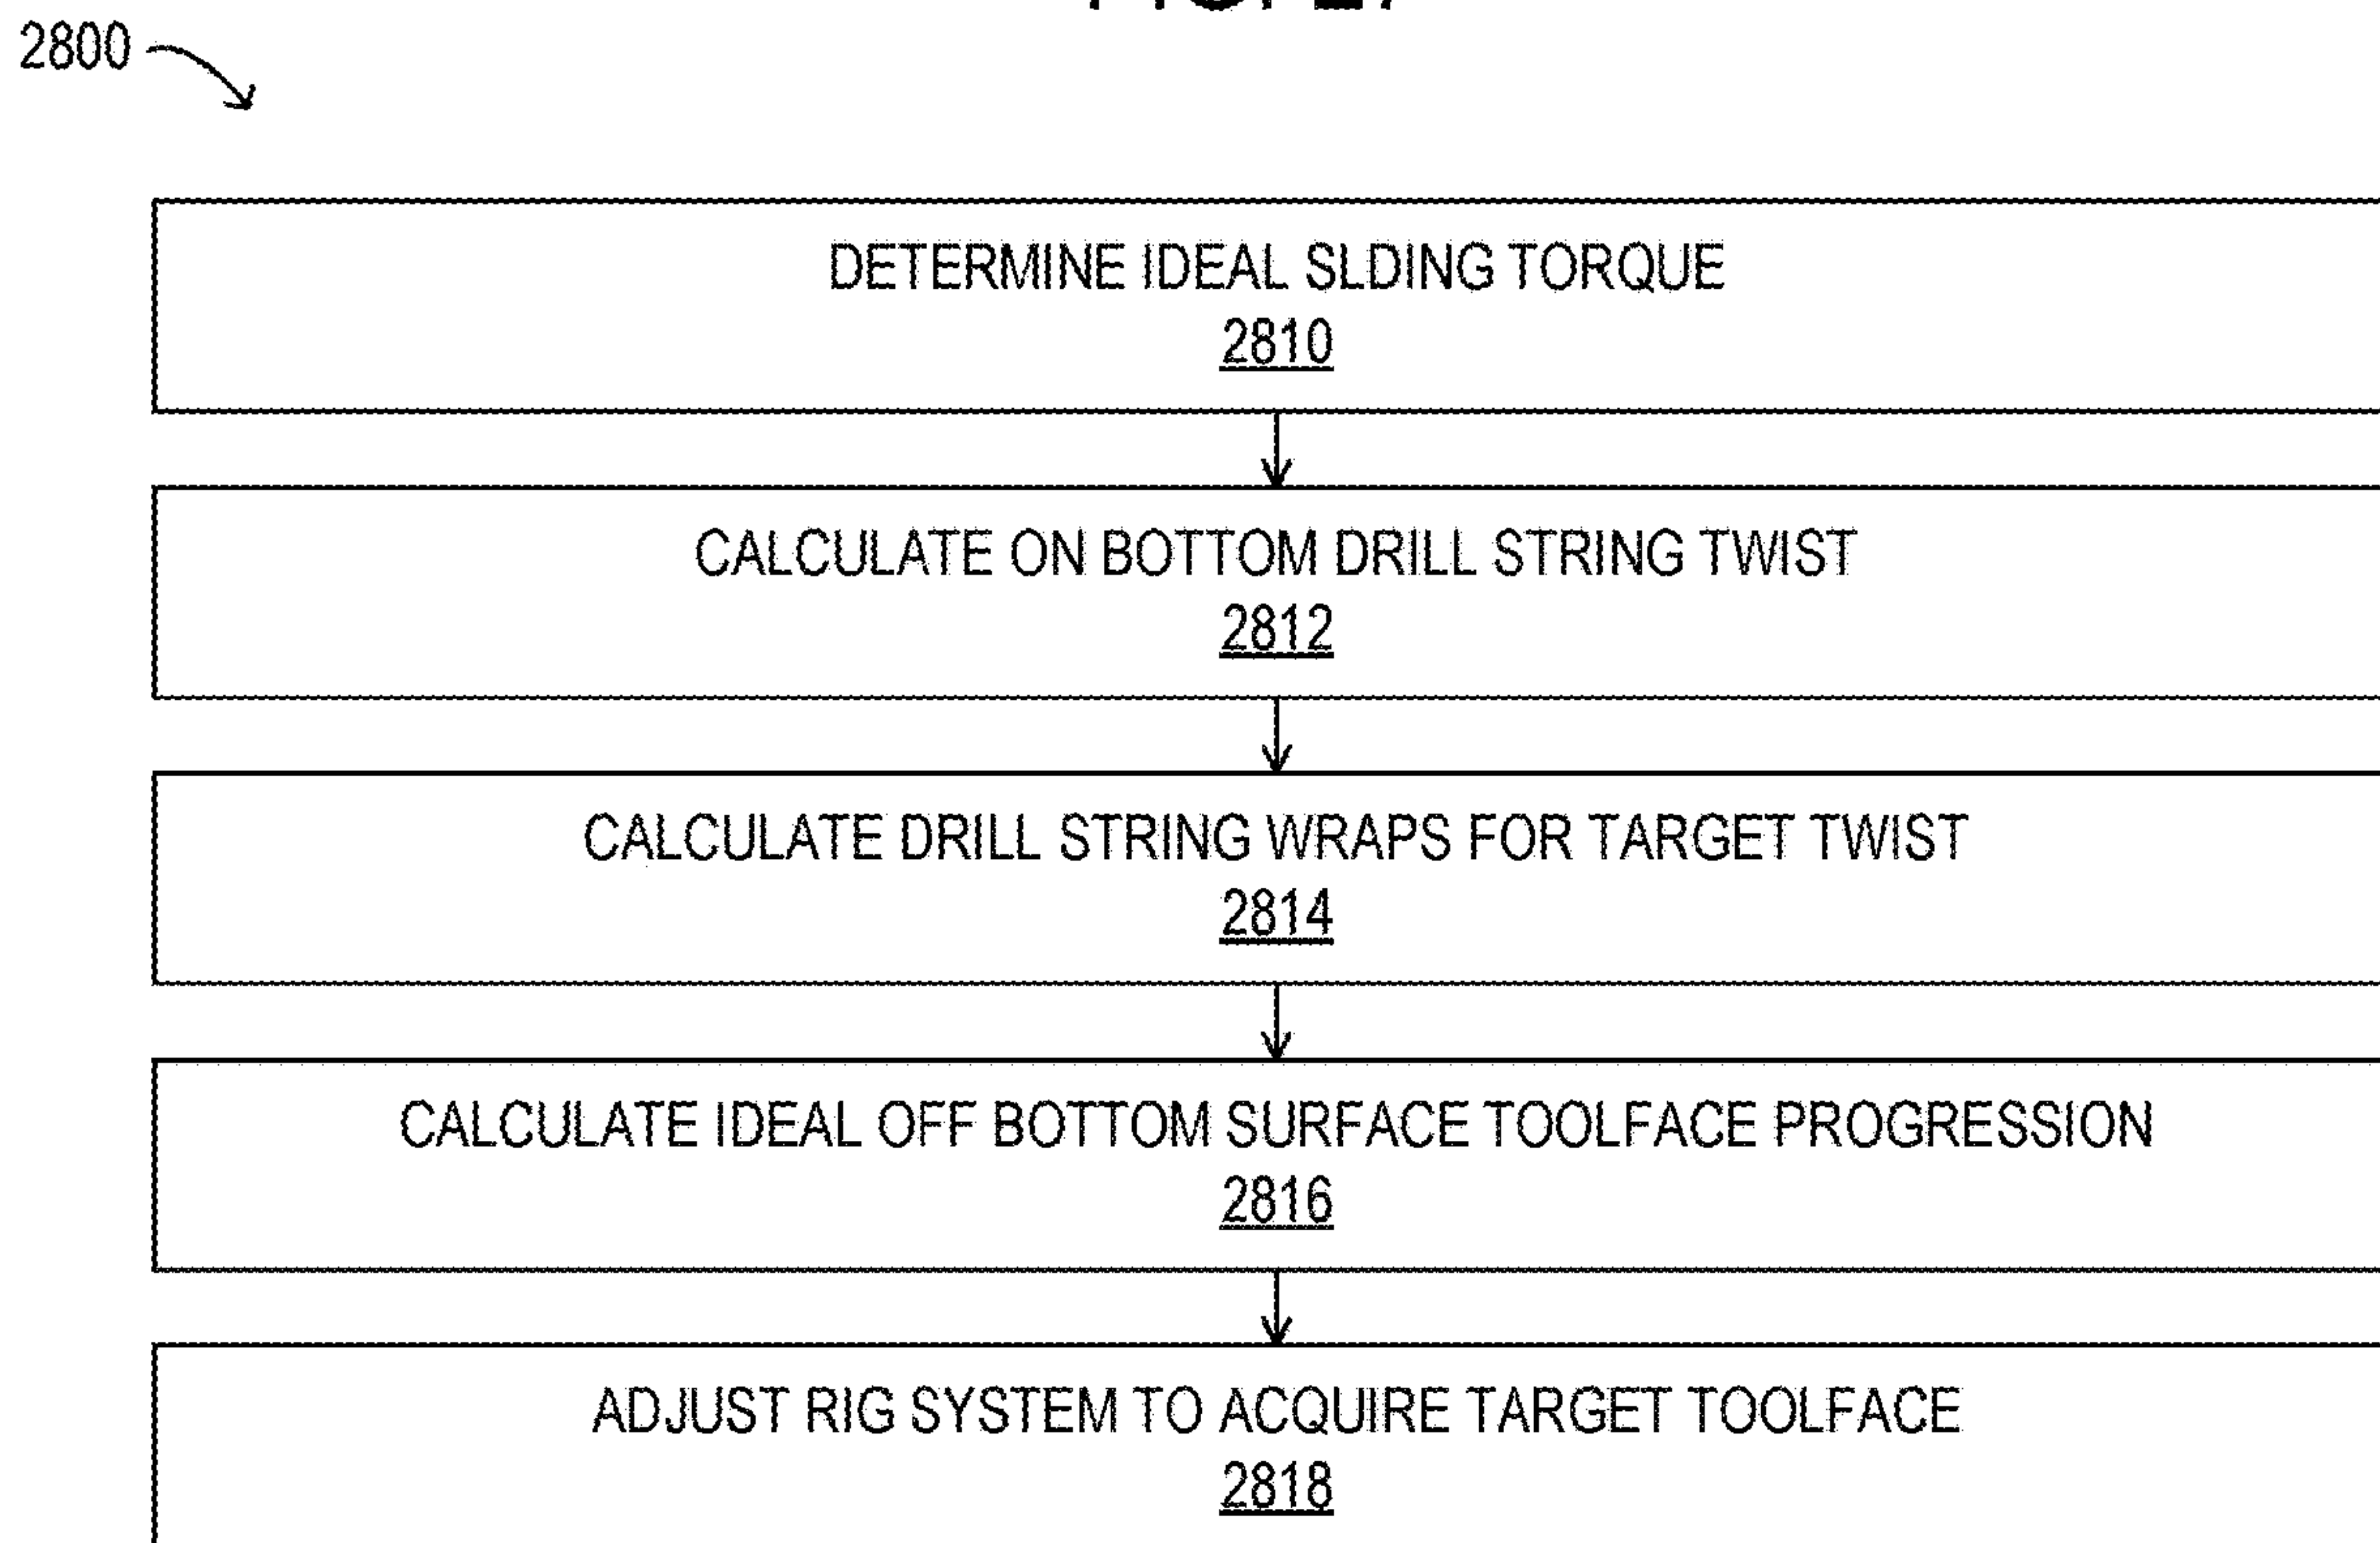 2800
DETERMINE IDEAL SLDING TORQUE
2810
CALCULATE ON BOTTOM DRILL STRING TWIST
2812
CALCULATE DRILL STRING WRAPS FOR TARGET TWIST
2814
CALCULATE IDEAL OFF BOTTOM SURFACE TOOLFACE PROGRESSION
2816
ADJUST RIG SYSTEM TO ACQUIRE TARGET TOOLFACE
2818